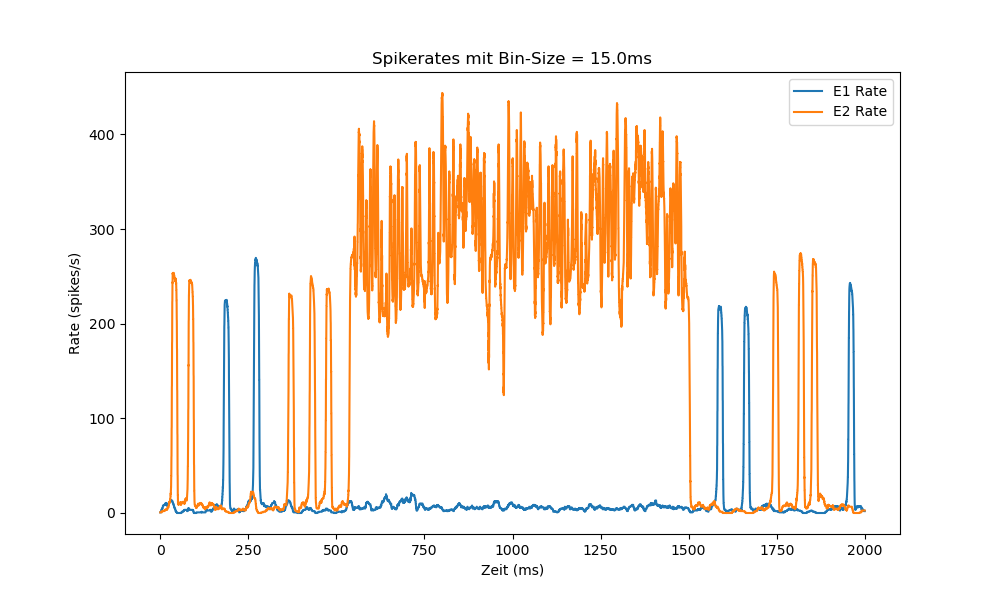 Spikerates mit Bin-Size = 15.0ms
E1 Rate
E2 Rate
400
300
200
100
0
Rate (spikes/s)
0 250 500 750 1000 1250 1500 1750 2000
Zeit (ms)